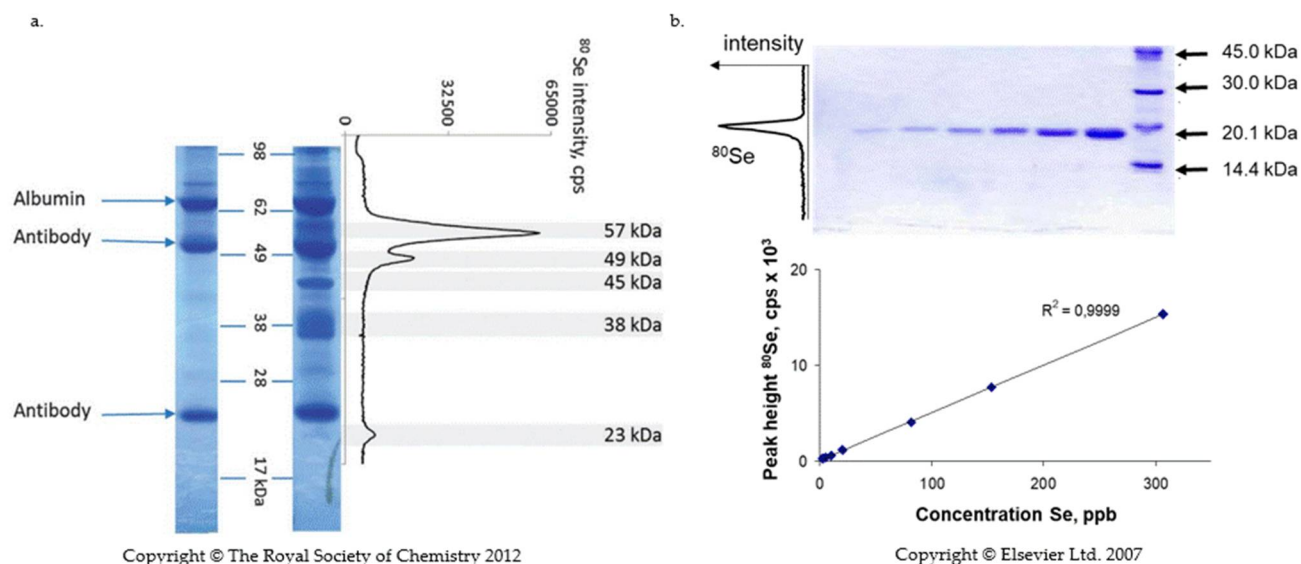 a.
⁸⁰Se intensity, cps
0
32500
65000
98
62
49
38
28
17 kDa
Albumin
Antibody
Antibody
57 kDa
49 kDa
45 kDa
38 kDa
23 kDa
Copyright © The Royal Society of Chemistry 2012
b.
intensity
⁸⁰Se
45.0 kDa
30.0 kDa
20.1 kDa
14.4 kDa
Peak height ⁸⁰Se, cps x 10³
20
10
0
R² = 0,9999
0
100
200
300
Concentration Se, ppb
Copyright © Elsevier Ltd. 2007